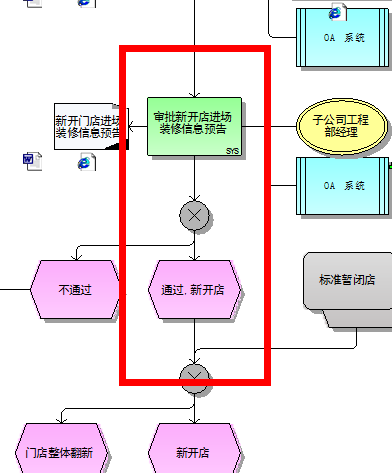 OA 系统
新开门店进场
装修信息预告
审批新开店进场
装修信息预告
SYS
子公司工程
部经理
OA 系统
不通过
通过，新开店
标准暂闭店
门店整体翻新
新开店